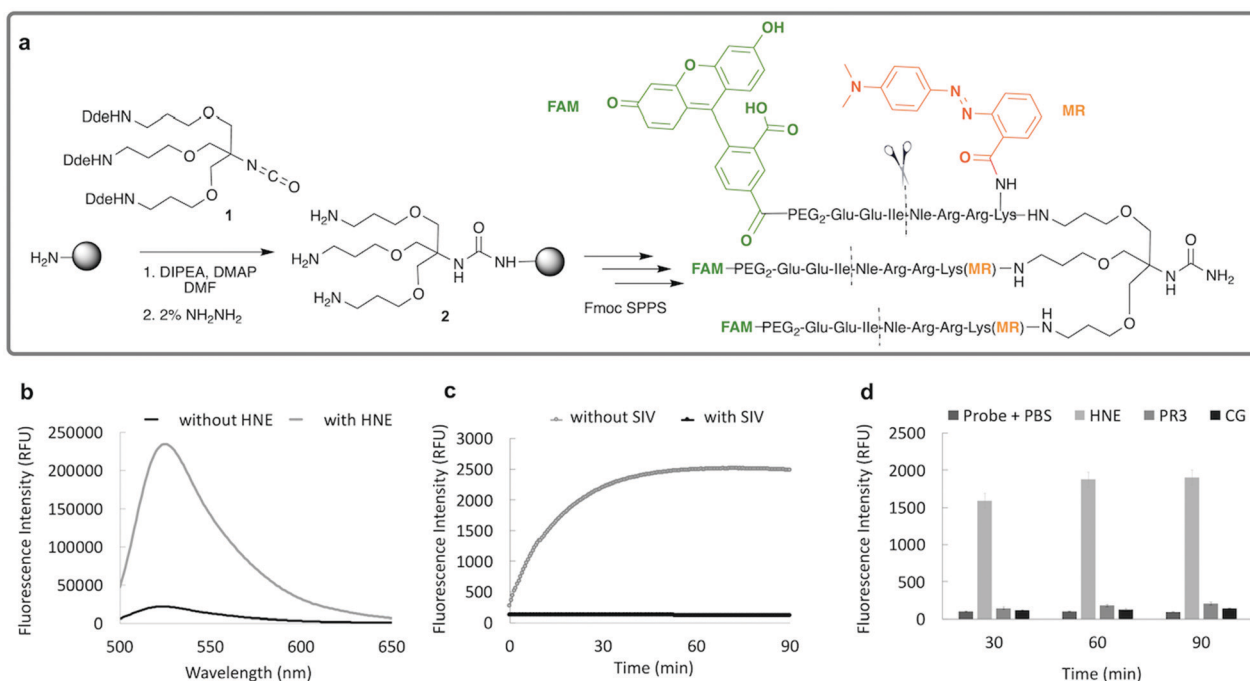 a
OH
O
O
FAM
HO
O
O
N
N
N
MR
O
NH
DdeHN
O
DdeHN
O
DdeHN
O
N=C=O
1
H₂N
1. DIPEA, DMAP
DMF
2. 2% NH₂NH₂
H₂N
O
H₂N
O
H₂N
O
N
H
O
NH
2
Fmoc SPPS
PEG₂-Glu-Glu-Ile-Nle-Arg-Arg-Lys-HN
O
FAM-PEG₂-Glu-Glu-Ile-Nle-Arg-Arg-Lys(MR)-N
H
O
FAM-PEG₂-Glu-Glu-Ile-Nle-Arg-Arg-Lys(MR)-N
H
O
N
H
O
NH₂
b
without HNE
with HNE
Fluorescence Intensity (RFU)
250000
200000
150000
100000
50000
0
500
550
600
650
Wavelength (nm)
c
without SIV
with SIV
Fluorescence Intensity (RFU)
3000
2500
2000
1500
1000
500
0
0
30
60
90
Time (min)
d
Probe + PBS
HNE
PR3
CG
Fluorescence Intensity (RFU)
2500
2000
1500
1000
500
0
30
60
90
Time (min)